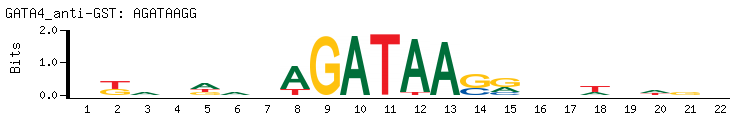 GATA4_anti-GST: AGATAAGG
2.0
Bits
1.0
0.0
T G A A T G A A T G A T T A A G C G A T A A T G
1 2 3 4 5 6 7 8 9 10 11 12 13 14 15 16 17 18 19 20 21 22